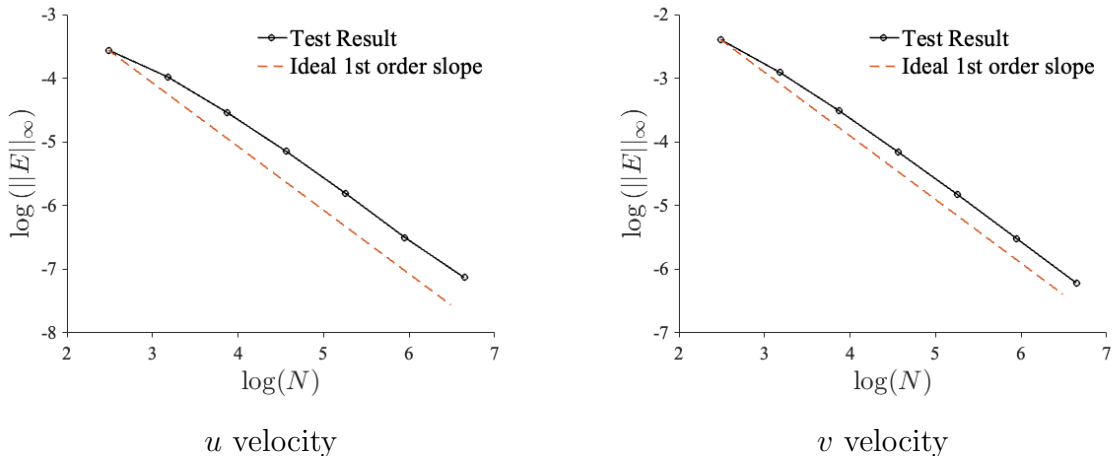 -3
-4
-5
-6
-7
-8
2 3 4 5 6 7
log(||E||∞)
log(N)
Test Result
Ideal 1st order slope
u velocity
-2
-3
-4
-5
-6
-7
2 3 4 5 6 7
log(||E||∞)
log(N)
Test Result
Ideal 1st order slope
v velocity